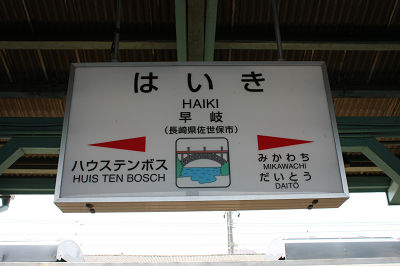 はいき
HAIKI
早岐
(長崎県佐世保市)
ハウステンボス
HUIS TEN BOSCH
みかわち
MIKAWACHI
だいとう
DAITŌ